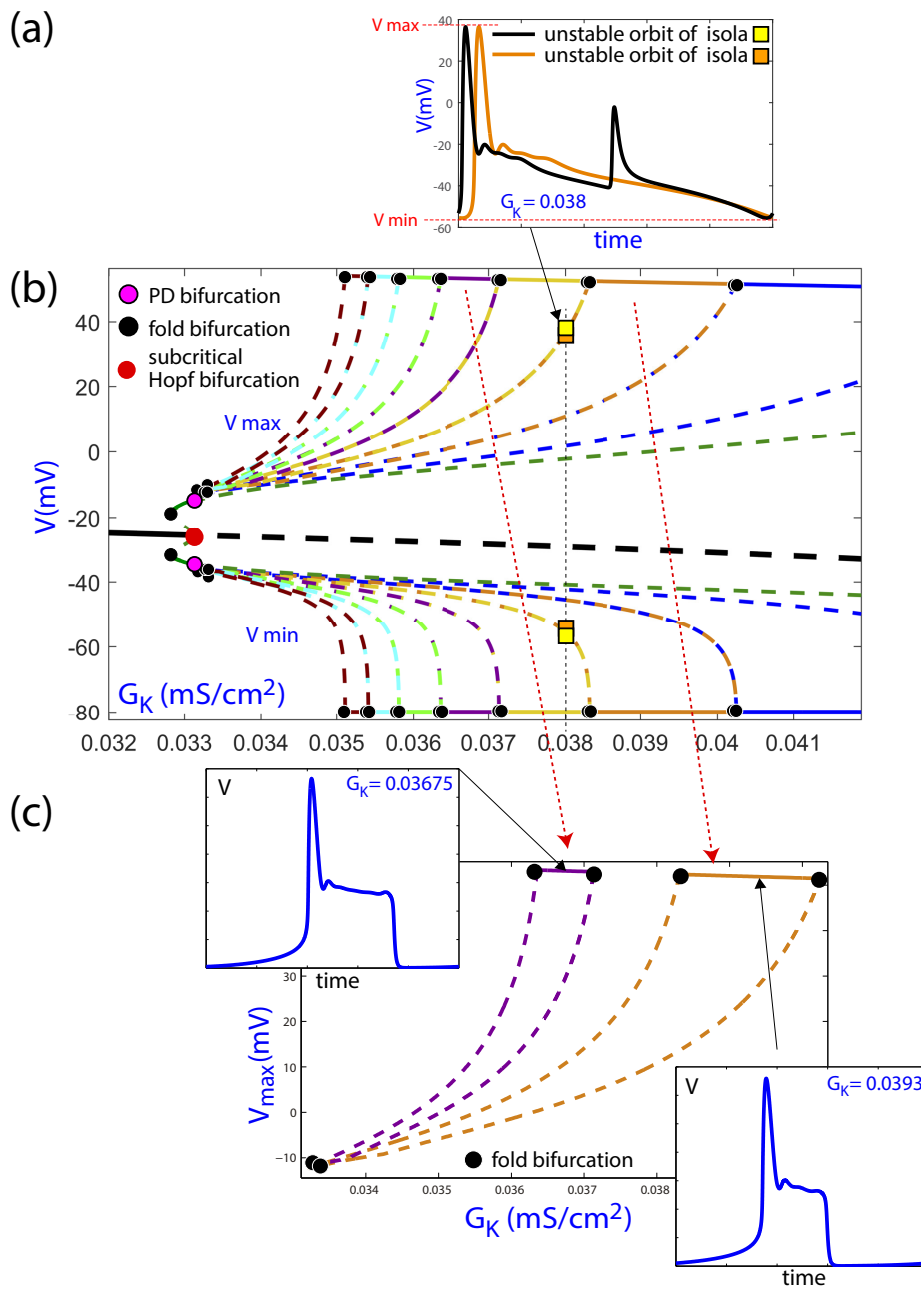 (a)
V max
unstable orbit of isola
unstable orbit of isola
40
20
0
-20
-40
-60
V(mV)
G_K = 0.038
V min
time
(b)
PD bifurcation
fold bifurcation
subcritical
Hopf bifurcation
V max
40
20
0
-20
-40
-60
-80
V(mV)
V min
G_K (mS/cm²)
0.032 0.033 0.034 0.035 0.036 0.037 0.038 0.039 0.04 0.041
(c)
V
G_K = 0.03675
time
30
20
10
0
-10
V_max (mV)
fold bifurcation
0.034 0.035 0.036 0.037 0.038
G_K (mS/cm²)
V
G_K = 0.0393
time